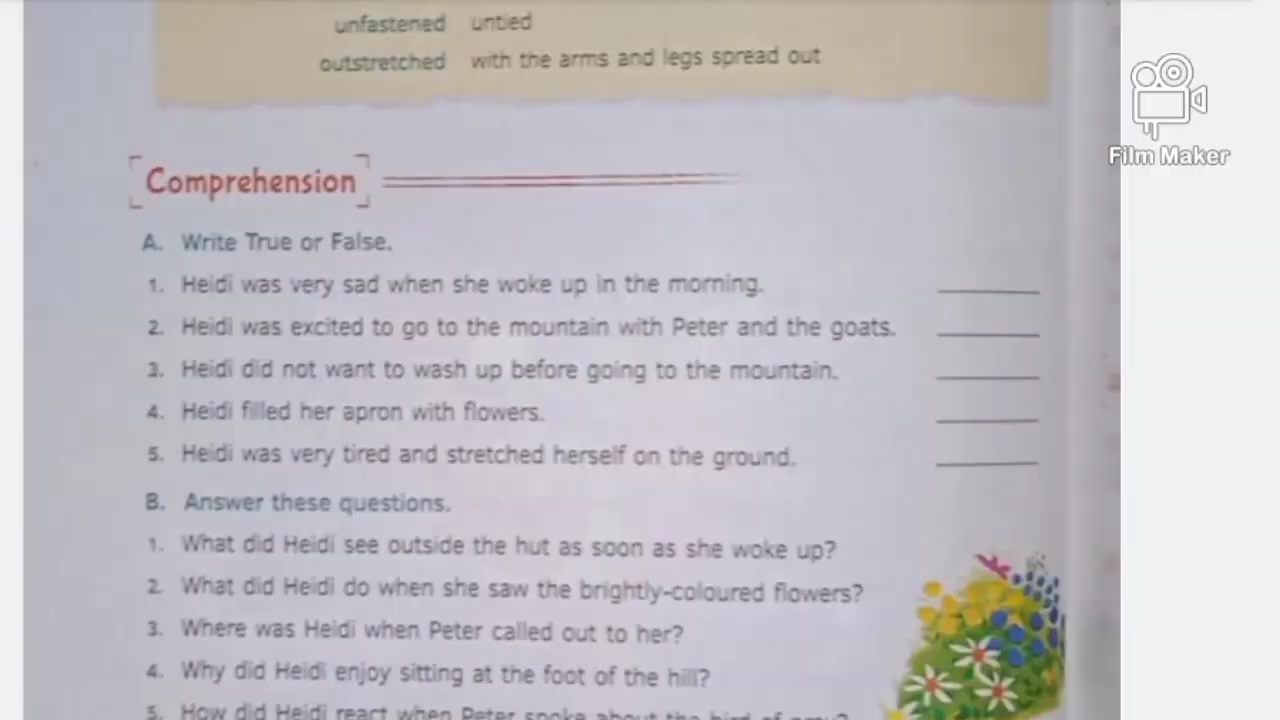 unfastened untied
outstretched with the arms and legs spread out
Film Maker
Comprehension
A. Write True or False.
1. Heidi was very sad when she woke up in the morning.
2. Heidi was excited to go to the mountain with Peter and the goats.
3. Heidi did not want to wash up before going to the mountain.
4. Heidi filled her apron with flowers.
5. Heidi was very tired and stretched herself on the ground.
B. Answer these questions.
1. What did Heidi see outside the hut as soon as she woke up?
2. What did Heidi do when she saw the brightly-coloured flowers?
3. Where was Heidi when Peter called out to her?
4. Why did Heidi enjoy sitting at the foot of the hill?
5. How did Heidi react when Peter spoke about the bird of prey?